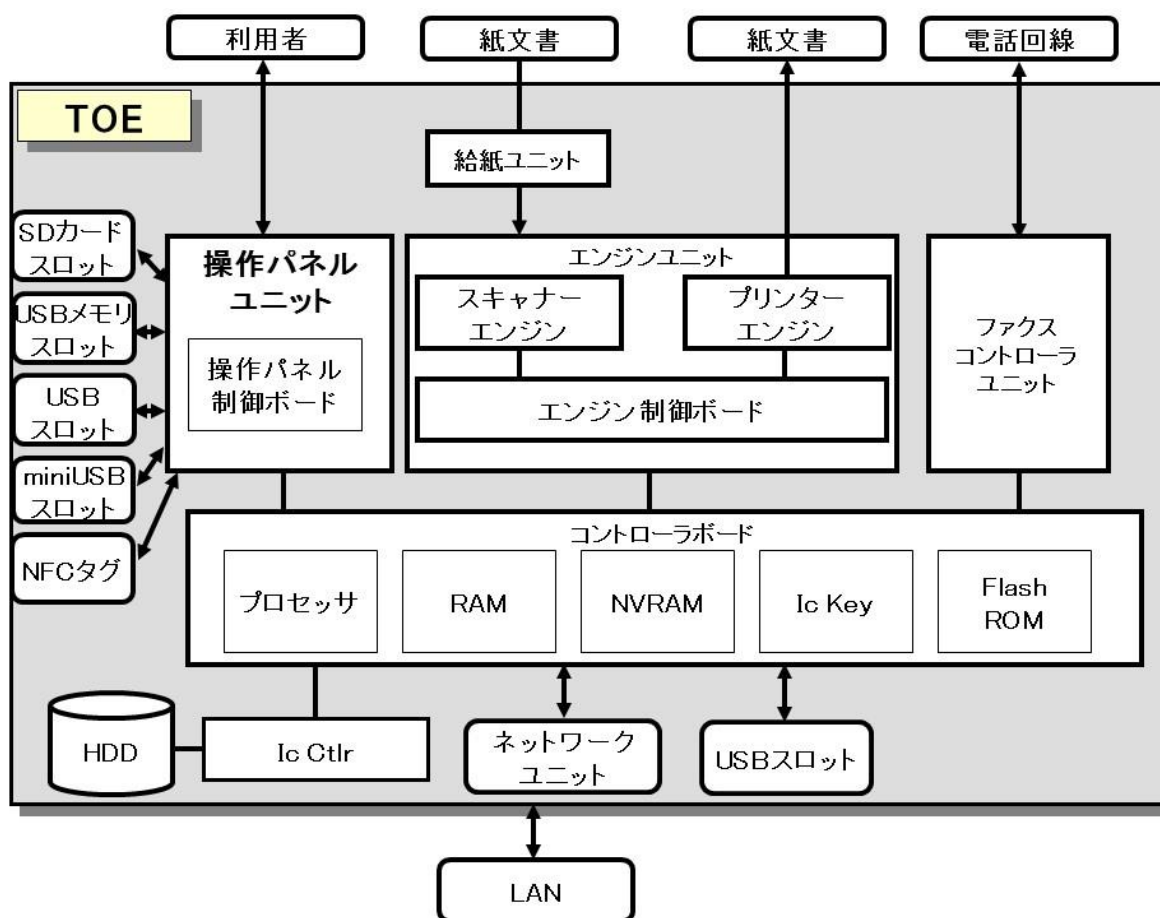 利用者
紙文書
紙文書
電話回線
TOE
給紙ユニット
SDカード
スロット
USBメモリ
スロット
USB
スロット
miniUSB
スロット
NFCタグ
操作パネル
ユニット
操作パネル
制御ボード
エンジンユニット
スキャナー
エンジン
プリンター
エンジン
エンジン制御ボード
ファクス
コントローラ
ユニット
コントローラボード
プロセッサ
RAM
NVRAM
Ic Key
Flash
ROM
HDD
Ic Ctlr
ネットワーク
ユニット
USBスロット
LAN